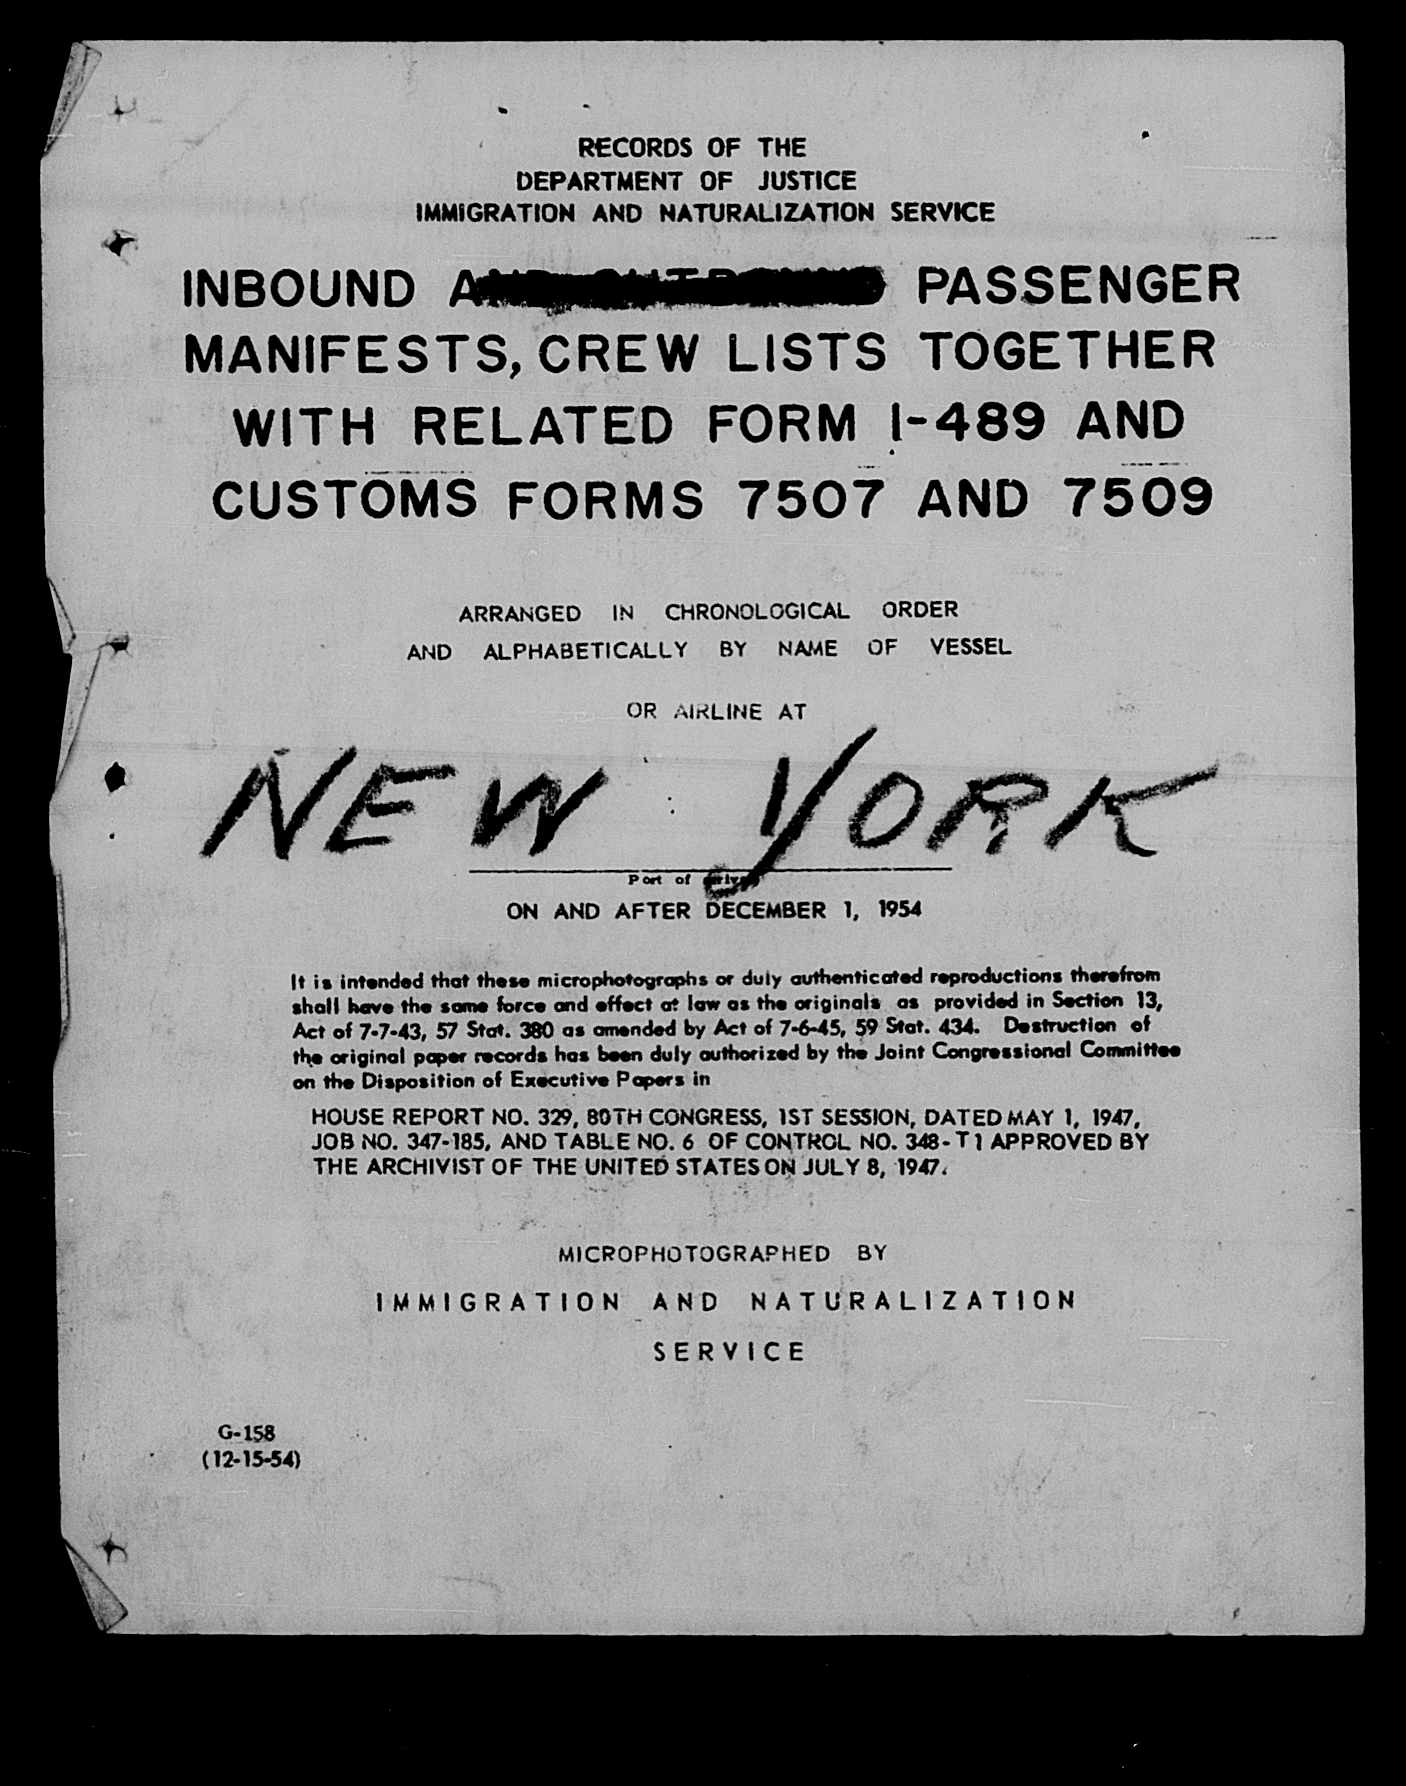 RECORDS OF THE
DEPARTMENT OF JUSTICE
IMMIGRATION AND NATURALIZATION SERVICE
INBOUND PASSENGER
MANIFESTS, CREW LISTS TOGETHER
WITH RELATED FORM I-489 AND
CUSTOMS FORMS 7507 AND 7509
ARRANGED IN CHRONOLOGICAL ORDER
AND ALPHABETICALLY BY NAME OF VESSEL
OR AIRLINE AT
NEW YORK
Port of
ON AND AFTER DECEMBER 1, 1954
It is intended that these microphotographs or duly authenticated reproductions therefrom
shall have the same force and effect at law as the originals as provided in Section 13,
Act of 7-7-43, 57 Stat. 380 as amended by Act of 7-6-45, 59 Stat. 434. Destruction of
the original paper records has been duly authorized by the Joint Congressional Committee
on the Disposition of Executive Papers in
HOUSE REPORT NO. 329, 80TH CONGRESS, 1ST SESSION, DATED MAY 1, 1947,
JOB NO. 347-185, AND TABLE NO. 6 OF CONTROL NO. 348-T1 APPROVED BY
THE ARCHIVIST OF THE UNITED STATES ON JULY 8, 1947.
MICROPHOTOGRAPHED BY
IMMIGRATION AND NATURALIZATION
SERVICE
G-158
(12-15-54)